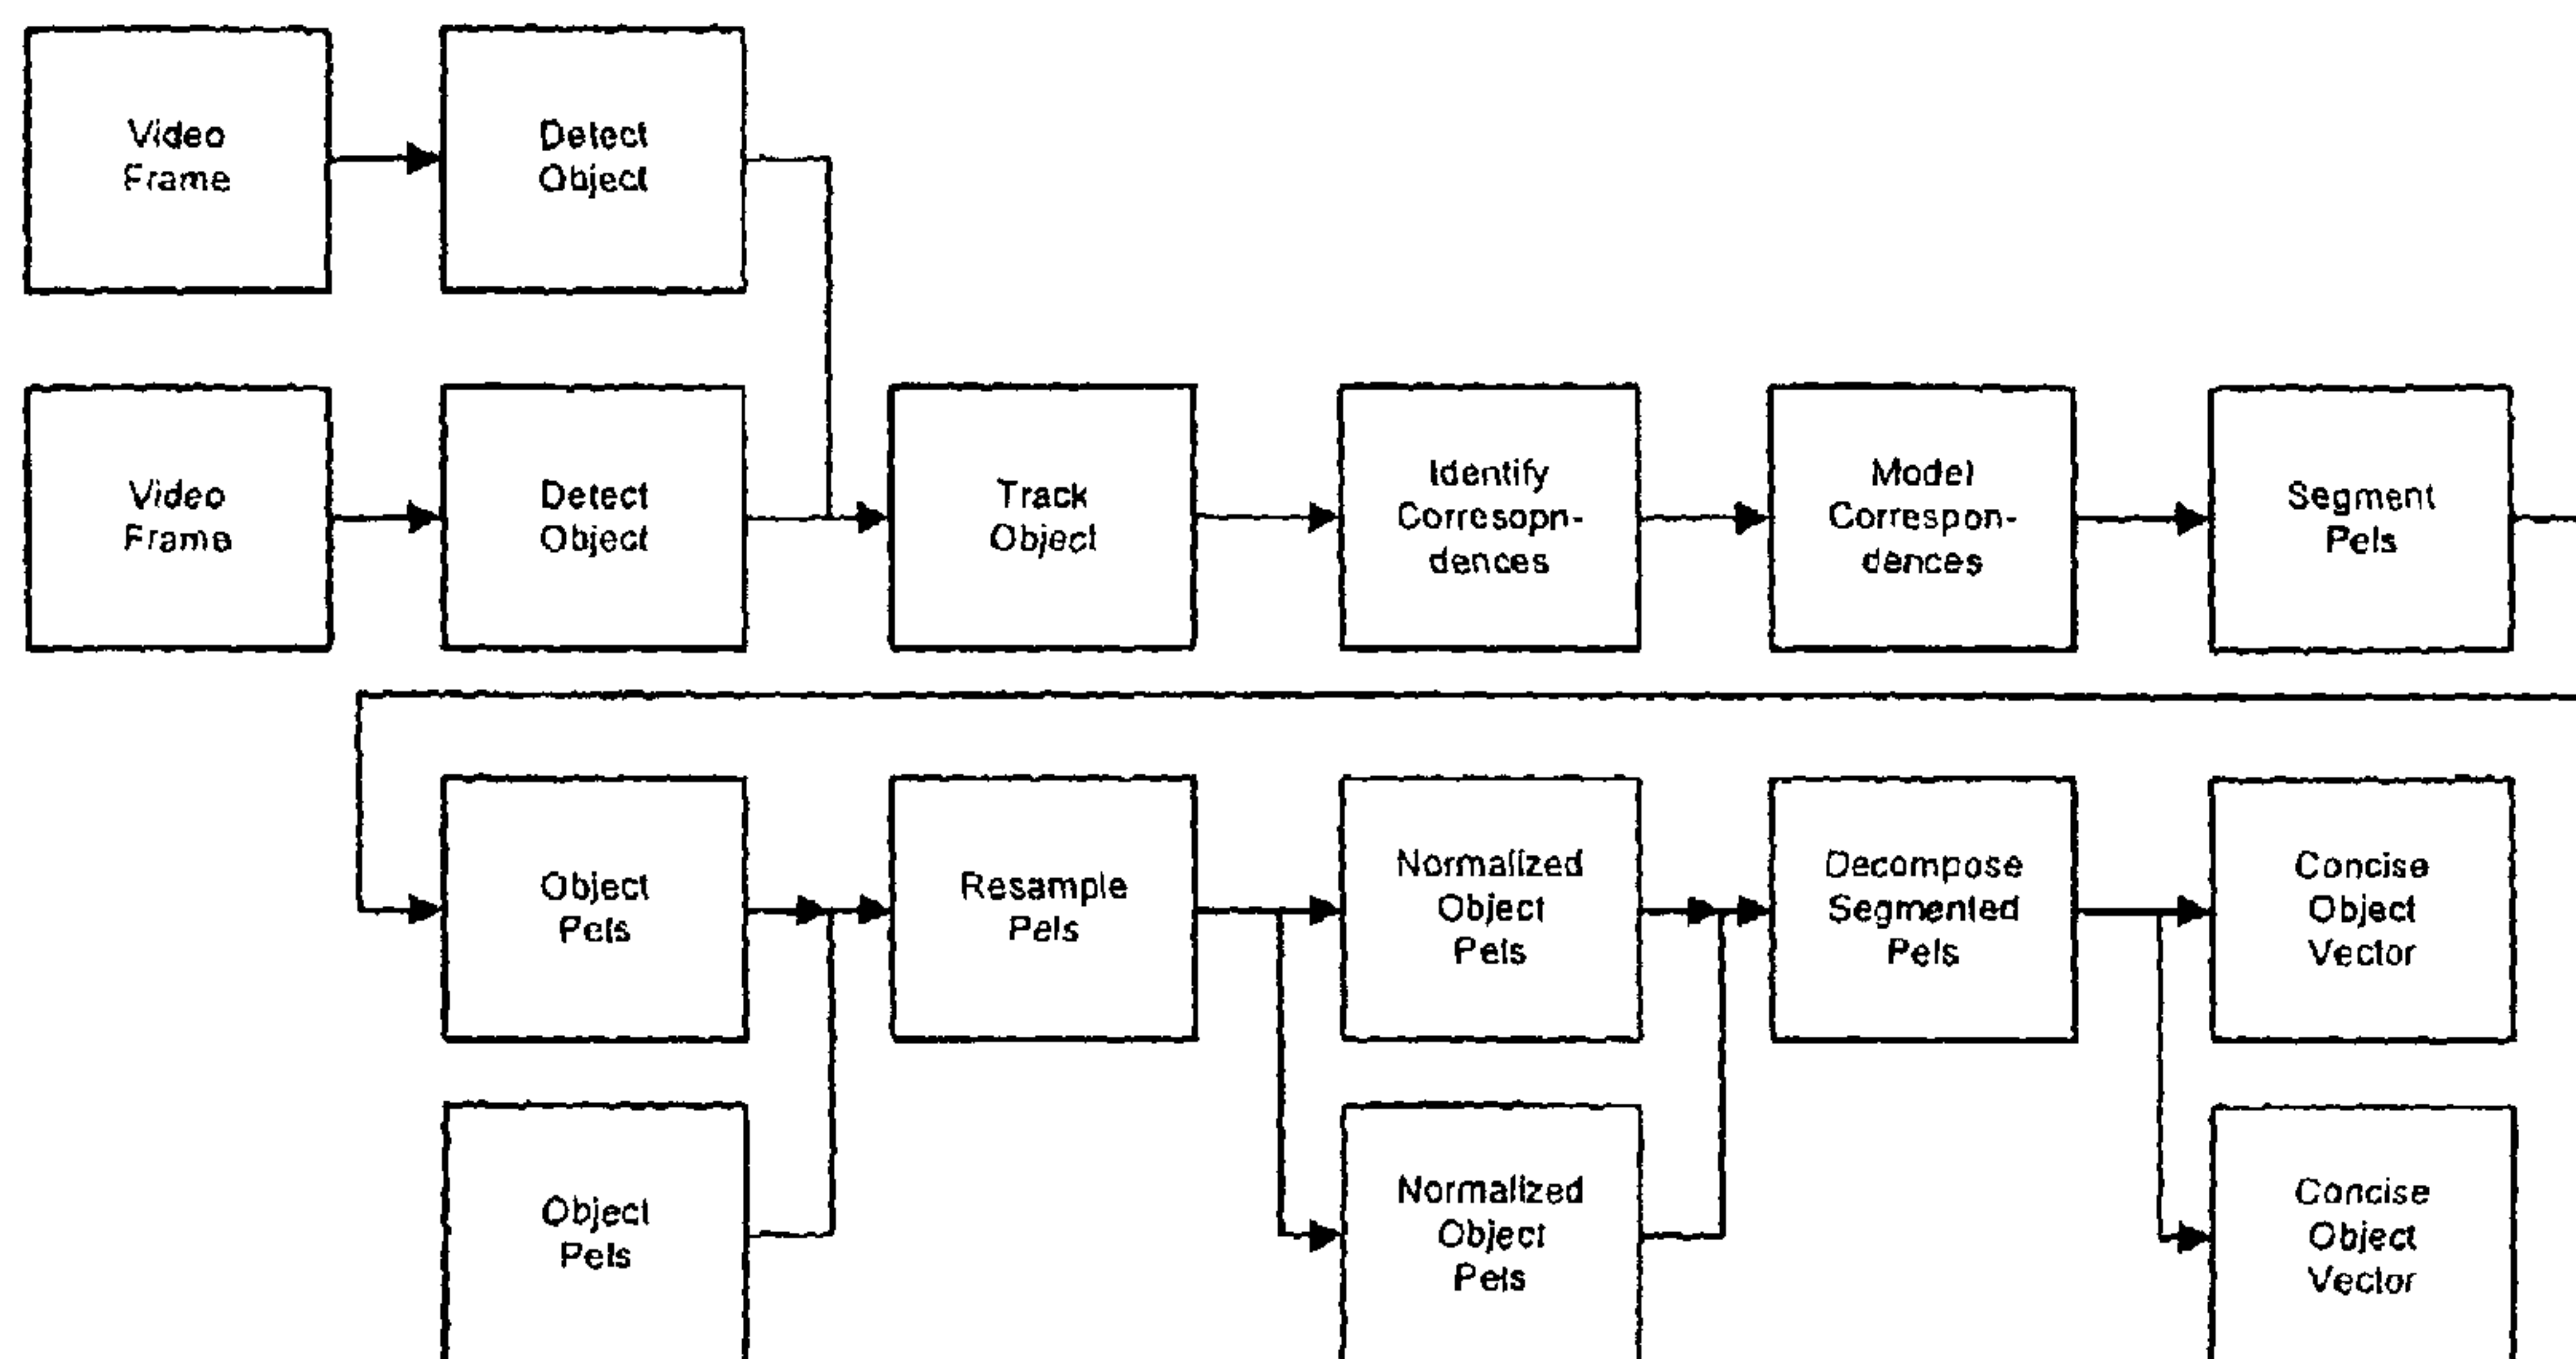 Video
Frame
Detect
Object
Video
Frame
Detect
Object
Track
Object
Identify
Corresopn-
dences
Model
Correspon-
dences
Segment
Pels
Object
Pels
Resample
Pels
Normalized
Object
Pels
Decompose
Segmented
Pels
Concise
Object
Vector
Object
Pels
Normalized
Object
Pels
Concise
Object
Vector